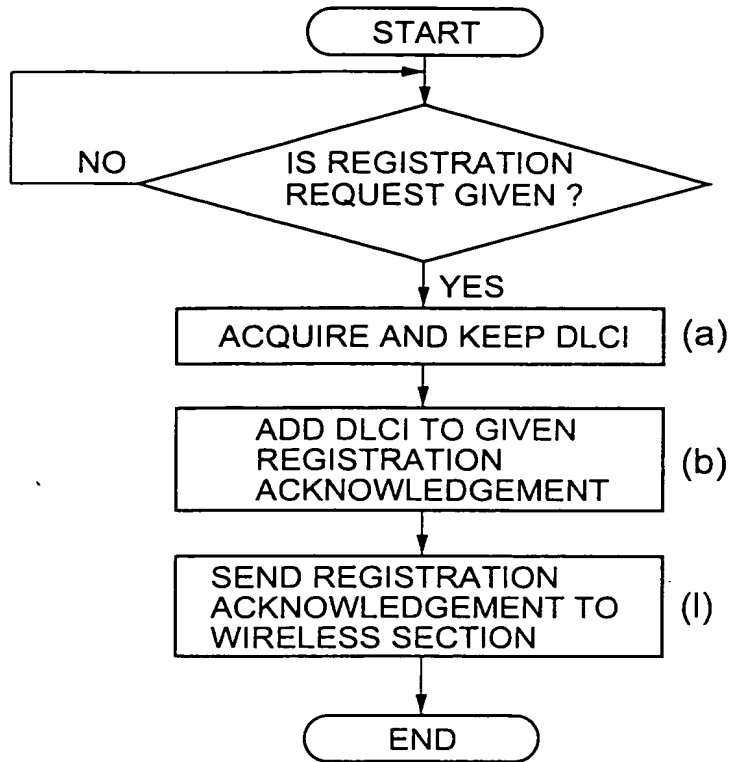 START
NO
IS REGISTRATION
REQUEST GIVEN ?
YES
ACQUIRE AND KEEP DLCI
(a)
ADD DLCI TO GIVEN
REGISTRATION
ACKNOWLEDGEMENT
(b)
SEND REGISTRATION
ACKNOWLEDGEMENT TO
WIRELESS SECTION
(l)
END